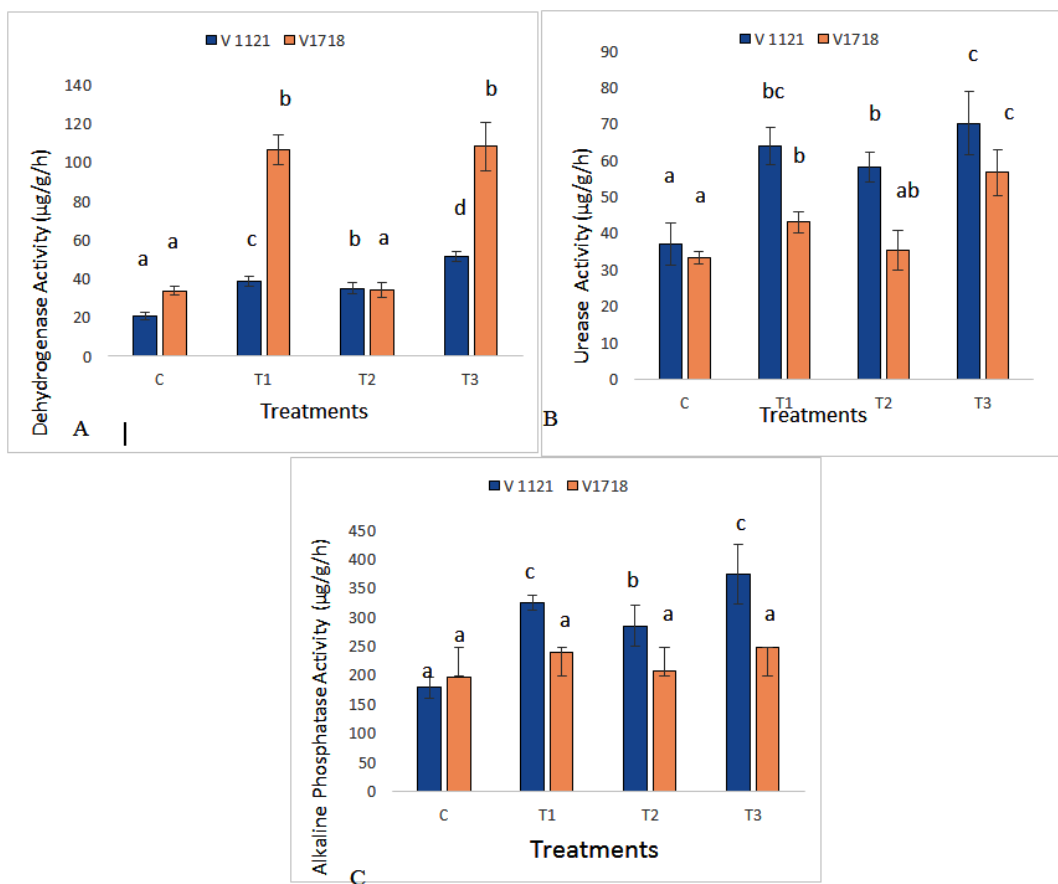 V 1121 V1718
Dehydrogenase Activity (µg/g/h)
140
120
100
80
60
40
20
0
a a c b b a d b
C T1 T2 T3
Treatments
A
V 1121 V1718
Urease Activity (µg/g/h)
90
80
70
60
50
40
30
20
10
0
a a bc b b ab c c
C T1 T2 T3
Treatments
B
V 1121 V1718
Alkaline Phosphatase Activity (µg/g/h)
450
400
350
300
250
200
150
100
50
0
a a c a b a c a
C T1 T2 T3
Treatments
C